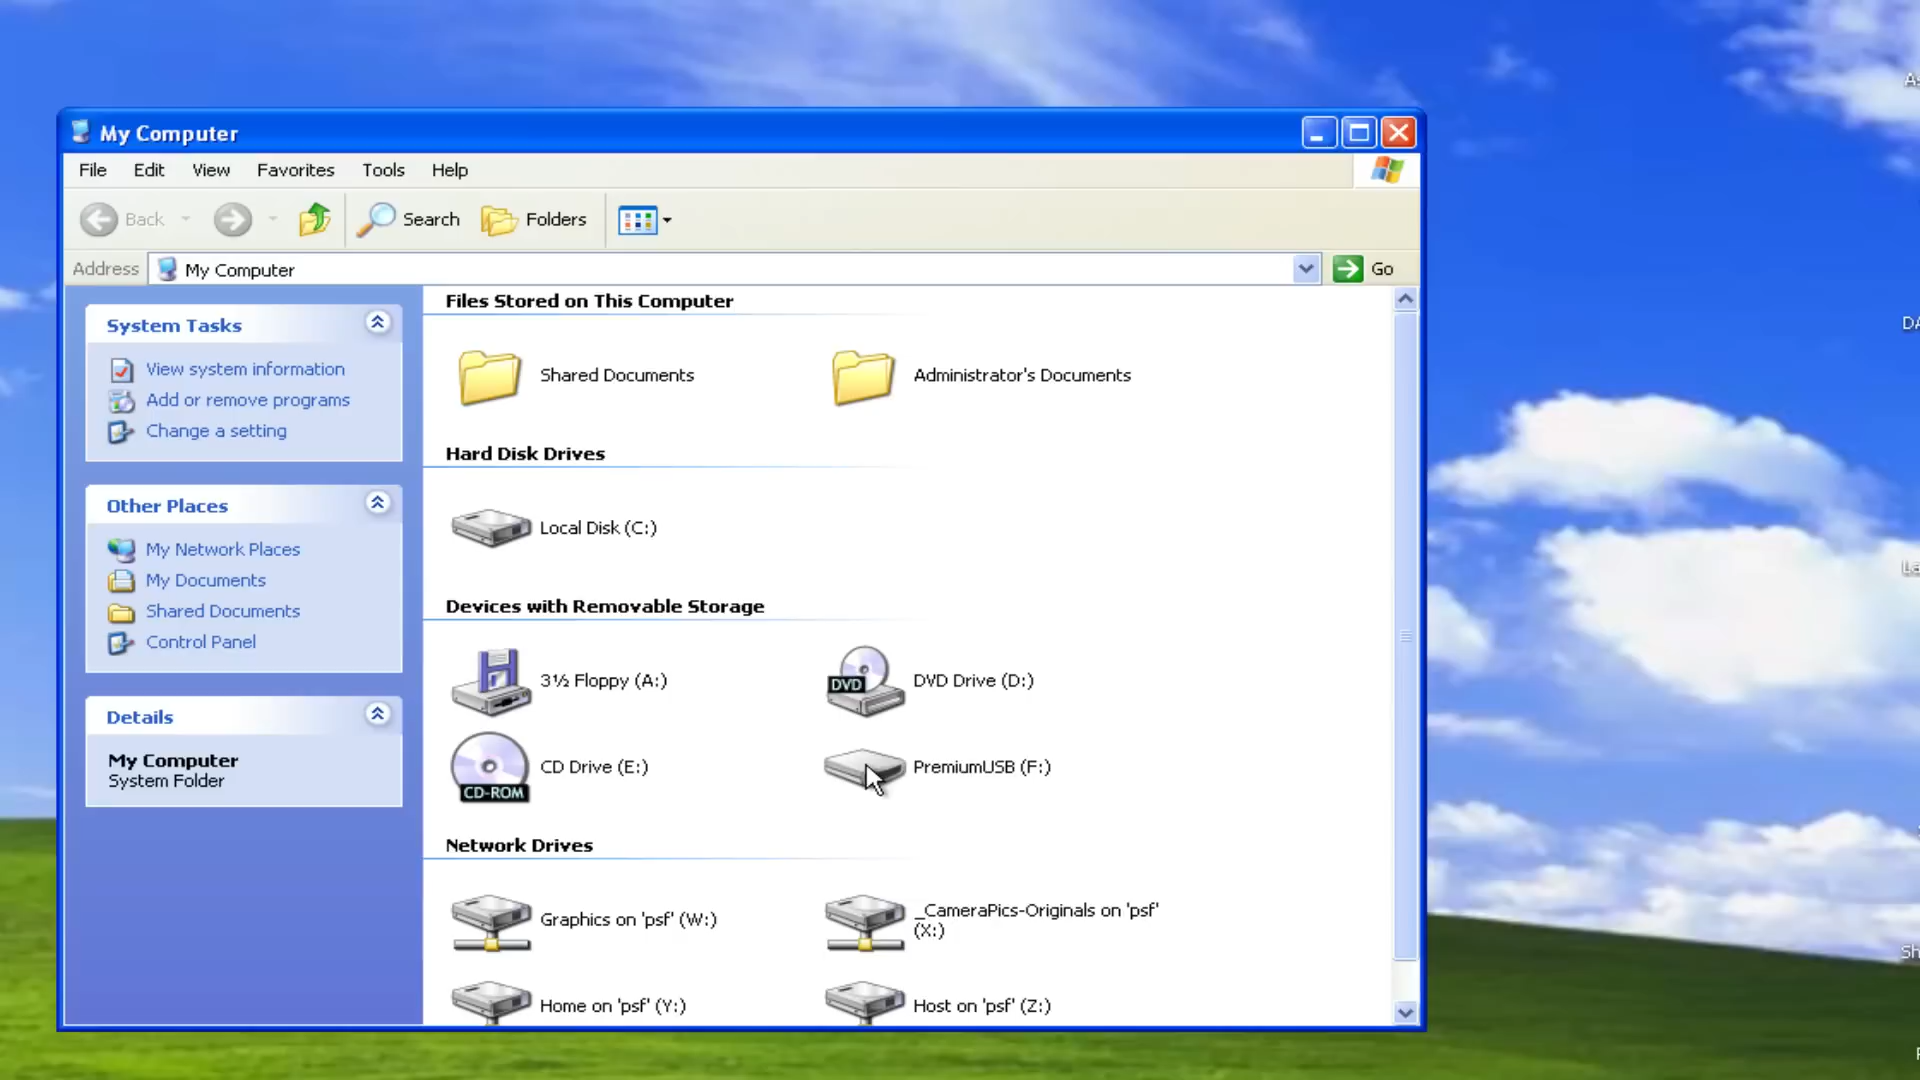 My Computer
File Edit View Favorites Tools Help
Back Search Folders
Address My Computer Go
System Tasks
View system information
Add or remove programs
Change a setting
Other Places
My Network Places
My Documents
Shared Documents
Control Panel
Details
My Computer
System Folder
Files Stored on This Computer
Shared Documents
Administrator's Documents
Hard Disk Drives
Local Disk (C:)
Devices with Removable Storage
3½ Floppy (A:)
DVD Drive (D:)
DVD
CD Drive (E:)
CD-ROM
PremiumUSB (F:)
Network Drives
Graphics on 'psf' (W:)
_CameraPics-Originals on 'psf'
(X:)
Home on 'psf' (Y:)
Host on 'psf' (Z:)
DA
La
Sh